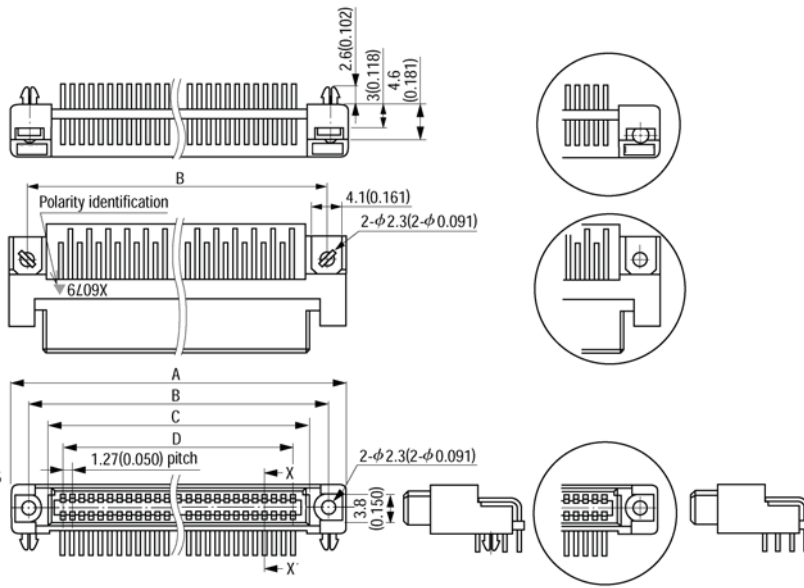 2.6(0.102)
3(0.118)
4.6
(0.181)
B
4.1(0.161)
Polarity identification
2-φ2.3(2-φ0.091)
X6079
A
B
C
D
1.27(0.050) pitch
X
2-φ2.3(2-φ0.091)
3.8
(0.150)
X'